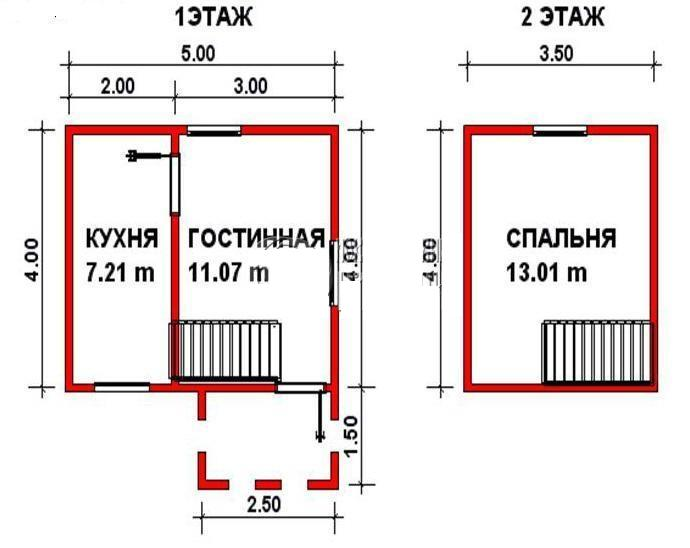 1ЭТАЖ
2 ЭТАЖ
5.00
3.50
2.00
3.00
КУХНЯ
7.21 m
ГОСТИННАЯ
11.07 m
СПАЛЬНЯ
13.01 m
4.00
4.00
4.00
1.50
2.50